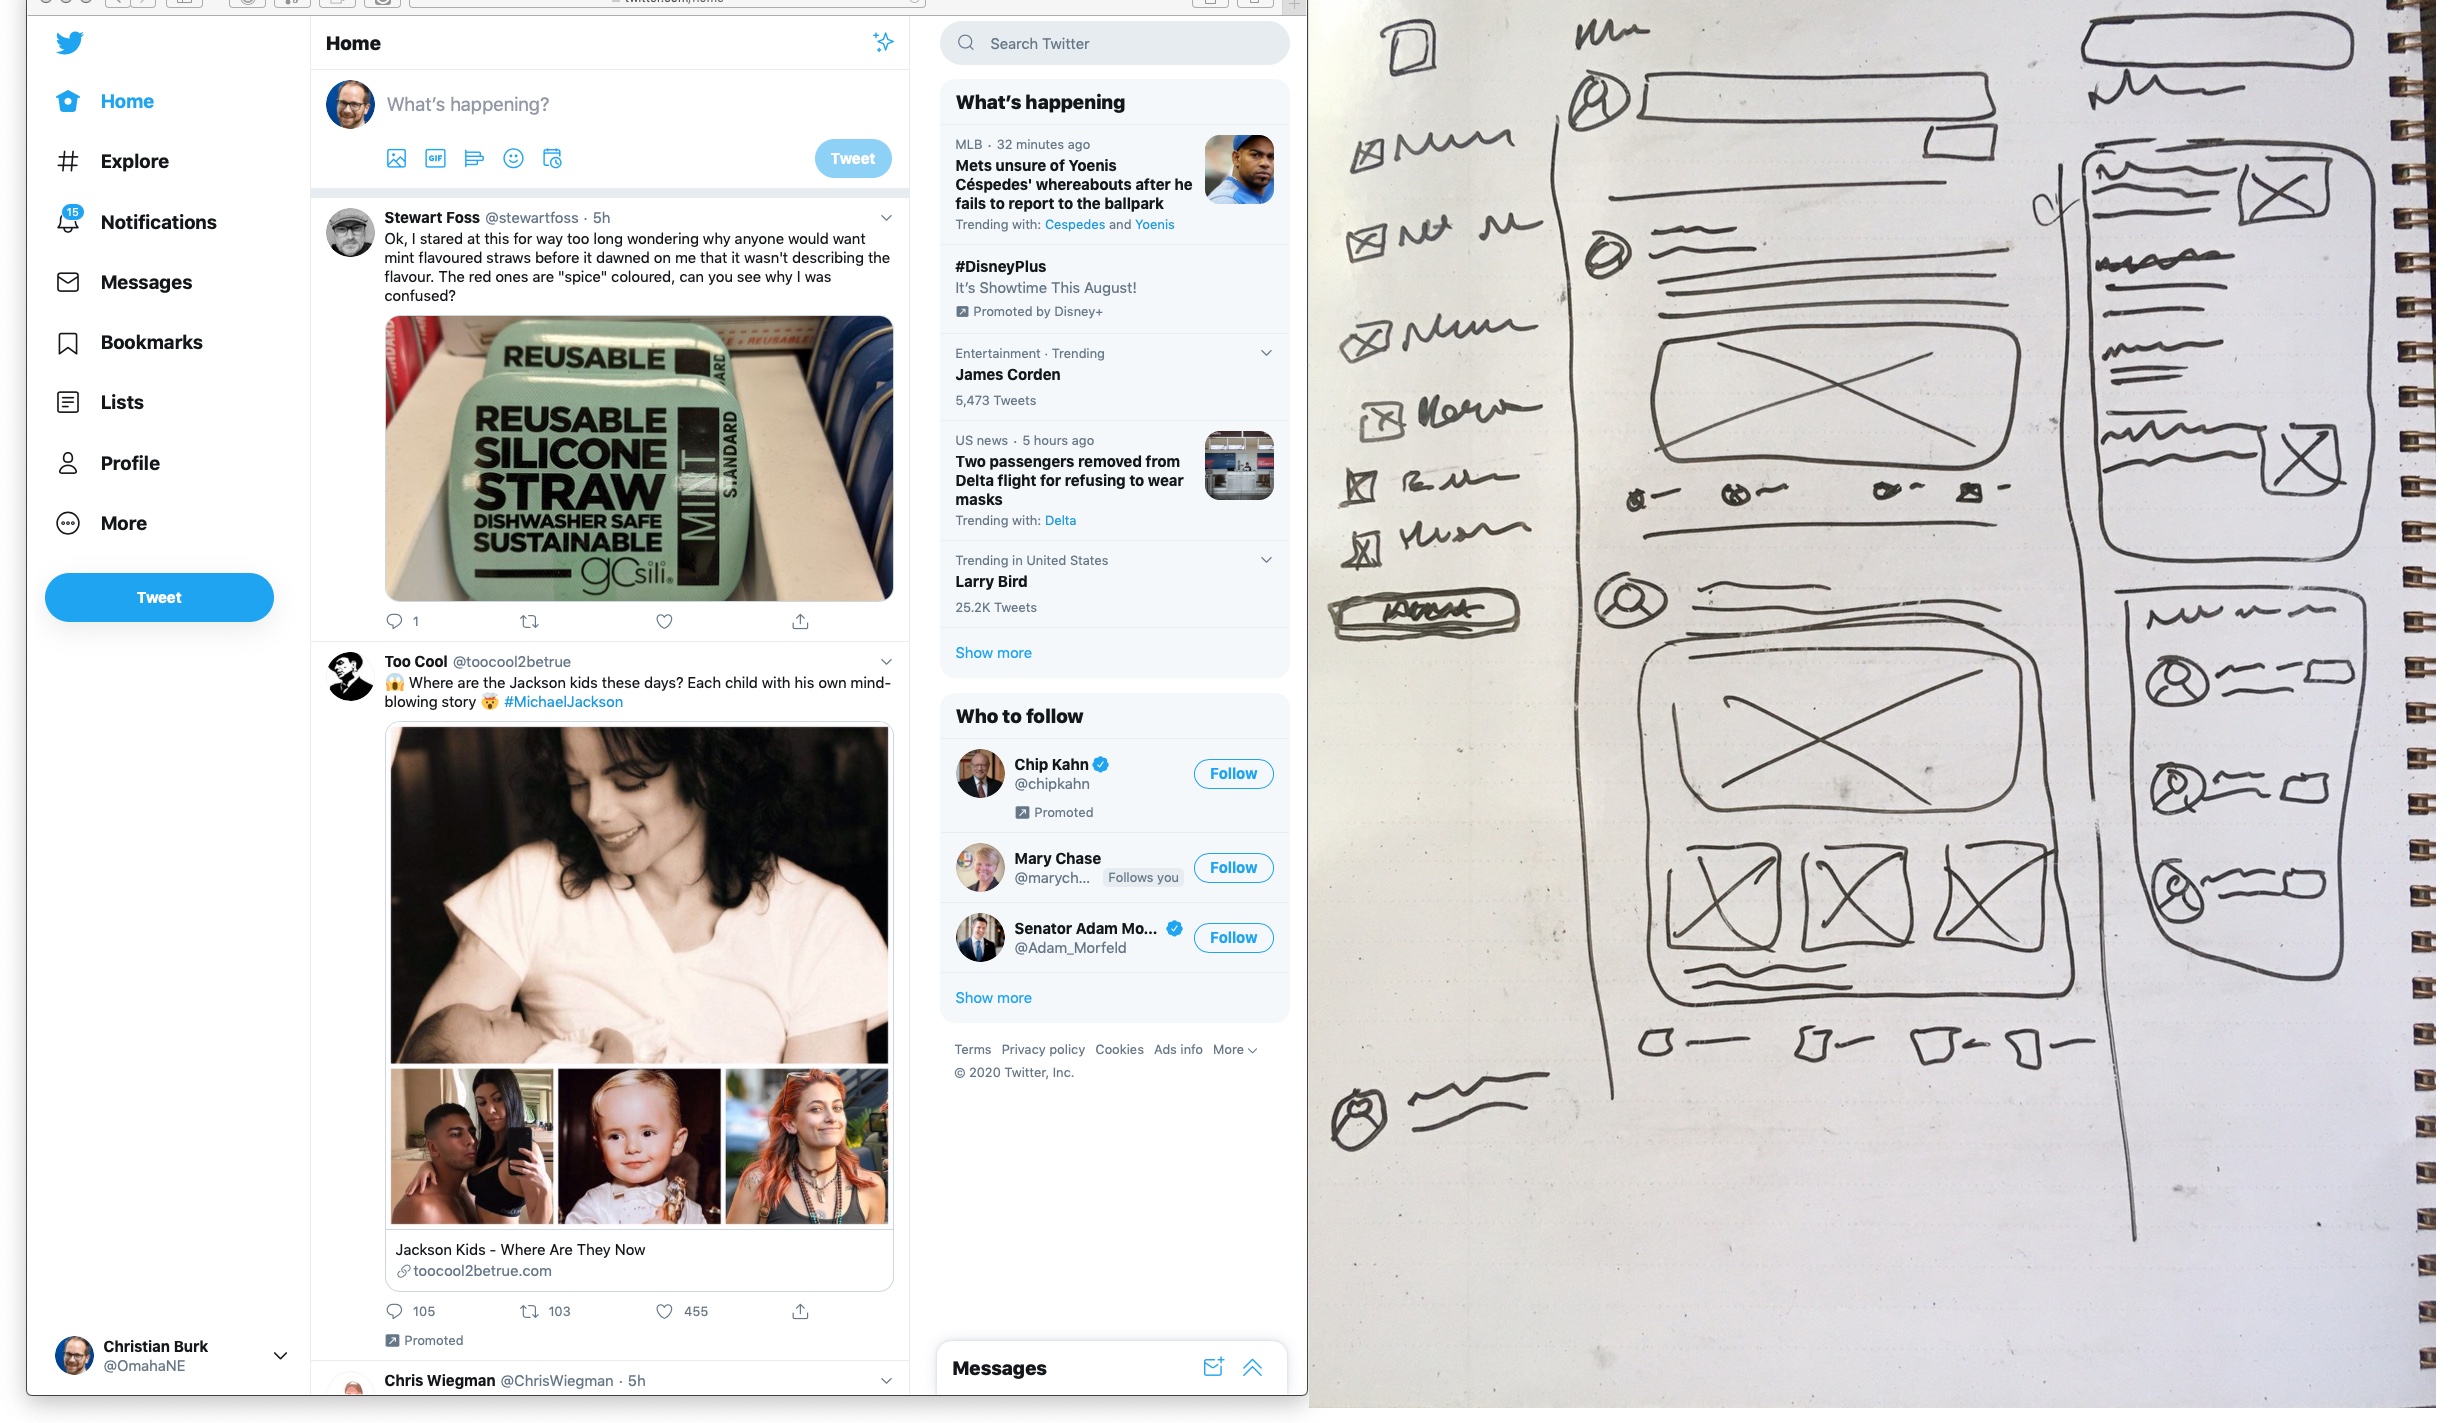 Home
Explore
15
Notifications
Messages
Bookmarks
Lists
Profile
More
Tweet
Christian Burk
@OmahaNE
Home
What's happening?
GIF
Tweet
Stewart Foss @stewartfoss · 5h
Ok, I stared at this for way too long wondering why anyone would want
mint flavoured straws before it dawned on me that it wasn't describing the
flavour. The red ones are "spice" coloured, can you see why I was
confused?
REUSABLE
STANDARD
REUSABLE
SILICONE
STRAW
DISHWASHER SAFE
SUSTAINABLE
MINT
STANDARD
gcsili®
1
Too Cool @toocool2betrue
😱 Where are the Jackson kids these days? Each child with his own mind-
blowing story 🤯 #MichaelJackson
Jackson Kids - Where Are They Now
toocool2betrue.com
105 103 455
Promoted
Chris Wiegman @ChrisWiegman · 5h
Search Twitter
What's happening
MLB · 32 minutes ago
Mets unsure of Yoenis
Céspedes' whereabouts after he
fails to report to the ballpark
Trending with: Cespedes and Yoenis
#DisneyPlus
It's Showtime This August!
Promoted by Disney+
Entertainment · Trending
James Corden
5,473 Tweets
US news · 5 hours ago
Two passengers removed from
Delta flight for refusing to wear
masks
Trending with: Delta
Trending in United States
Larry Bird
25.2K Tweets
Show more
Who to follow
Chip Kahn
@chipkahn
Follow
Promoted
Mary Chase
@marych... Follows you
Follow
Senator Adam Mo...
@Adam_Morfeld
Follow
Show more
Terms Privacy policy Cookies Ads info More
© 2020 Twitter, Inc.
Messages